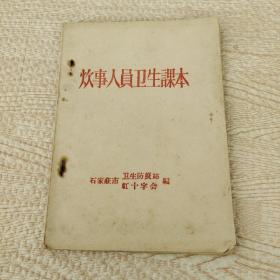 炊事人員卫生課本
石家莊市 卫生防疫站 編
紅十字会